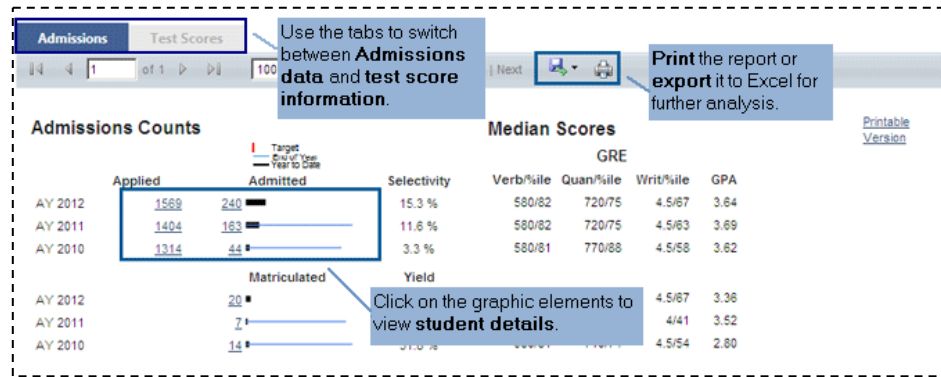 Admissions Test Scores
Use the tabs to switch
between Admissions
data and test score
information.
1 of 1 100 | Next
Print the report or
export it to Excel for
further analysis.
Printable
Version
Admissions Counts
Median Scores
Target
End of Year
Year to Date
GRE
Applied Admitted Selectivity Verb/%ile Quan/%ile Writ/%ile GPA
AY 2012 1569 240 15.3 % 580/82 720/75 4.5/67 3.64
AY 2011 1404 163 11.6 % 580/82 720/75 4.5/63 3.69
AY 2010 1314 44 3.3 % 580/81 770/88 4.5/58 3.62
Matriculated Yield
AY 2012 20 4.5/67 3.36
AY 2011 7 4/41 3.52
AY 2010 14 4.5/54 2.80
Click on the graphic elements to
view student details.